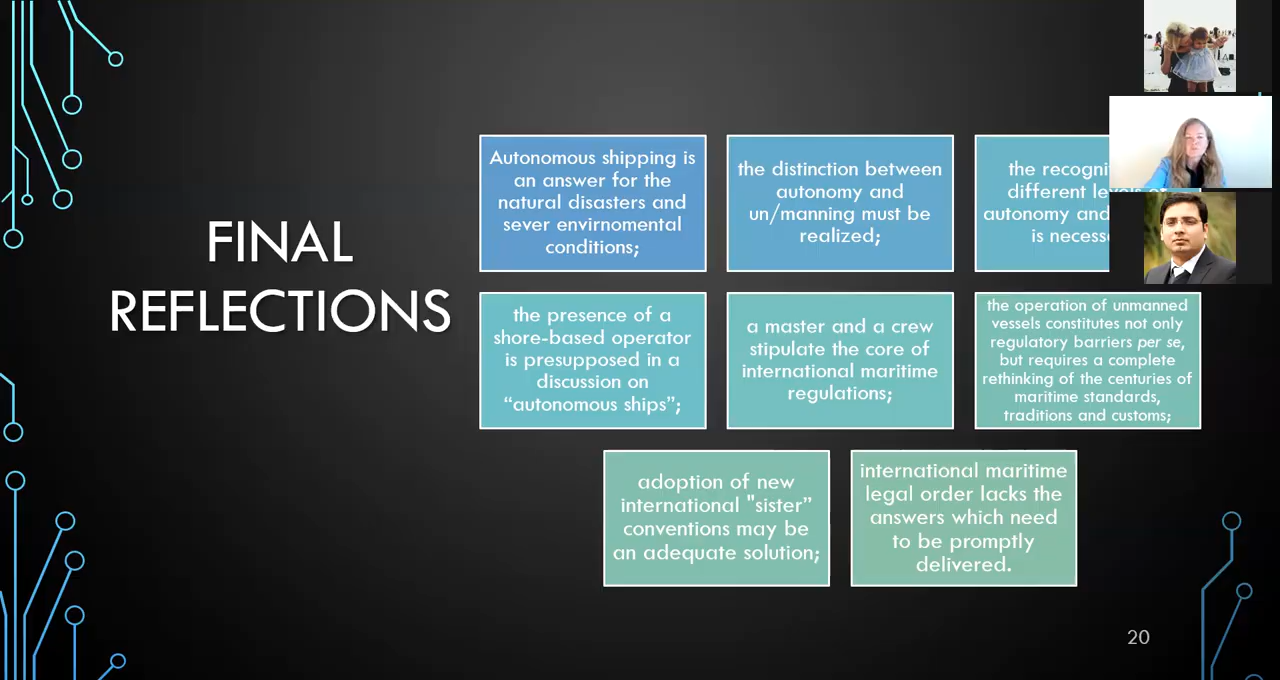 FINAL
REFLECTIONS
Autonomous shipping is
an answer for the
natural disasters and
sever envirnomental
conditions;
the distinction between
autonomy and
un/manning must be
realized;
the
different
autonomy and
is
the presence of a
shore-based operator
is presupposed in a
discussion on
“autonomous ships”;
a master and a crew
stipulate the core of
international maritime
regulations;
the operation of unmanned
vessels constitutes not only
regulatory barriers per se,
but requires a complete
rethinking of the centuries of
maritime standards,
traditions and customs;
adoption of new
international "sister”
conventions may be
an adequate solution;
international maritime
legal order lacks the
answers which need
to be promptly
delivered.
20